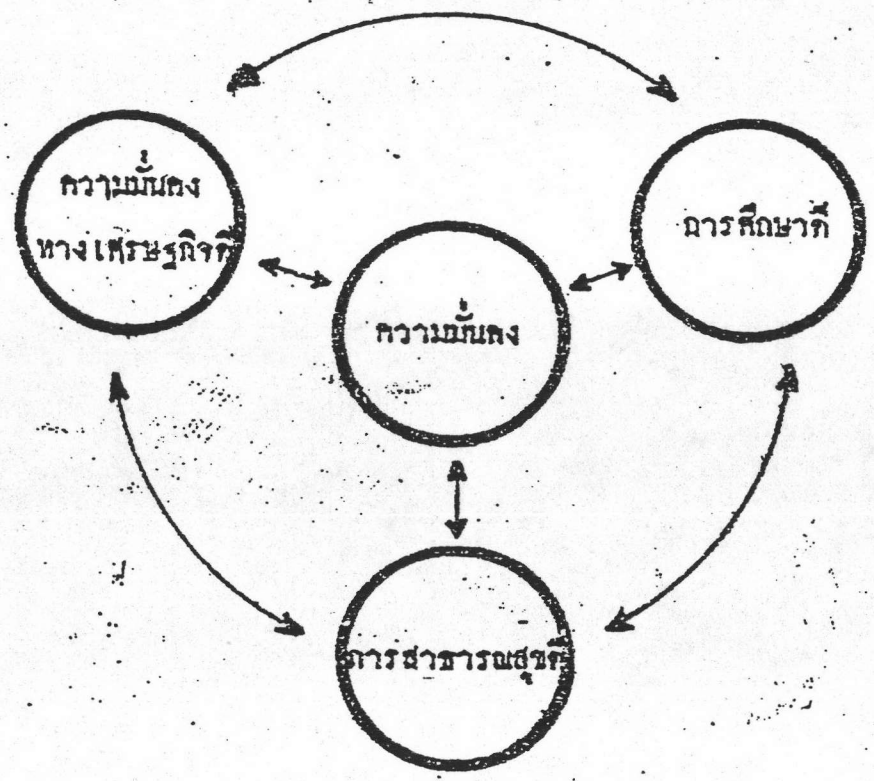 ความมั่นคง
ทางเศรษฐกิจดี
การศึกษาดี
ความมั่นคง
การสาธารณสุขดี